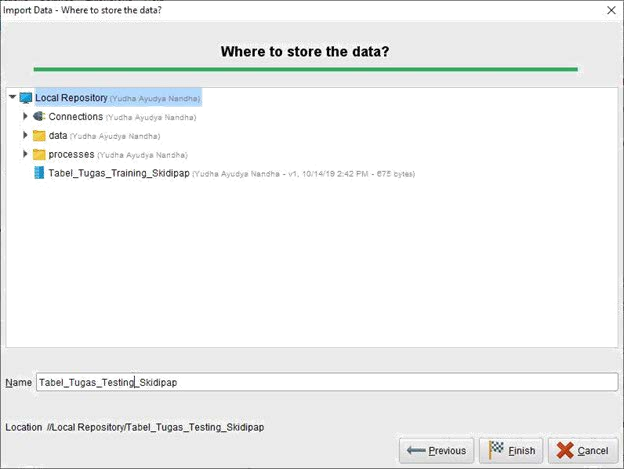 Import Data - Where to store the data?
Where to store the data?
Local Repository (Yudha Ayudya Nandha)
Connections (Yudha Ayudya Nandha)
data (Yudha Ayudya Nandha)
processes (Yudha Ayudya Nandha)
Tabel_Tugas_Training_Skidipap (Yudha Ayudya Nandha - v1, 10/14/19 2:42 PM - 675 bytes)
Name Tabel_Tugas_Testing_Skidipap
Location //Local Repository/Tabel_Tugas_Testing_Skidipap
Previous Finish Cancel